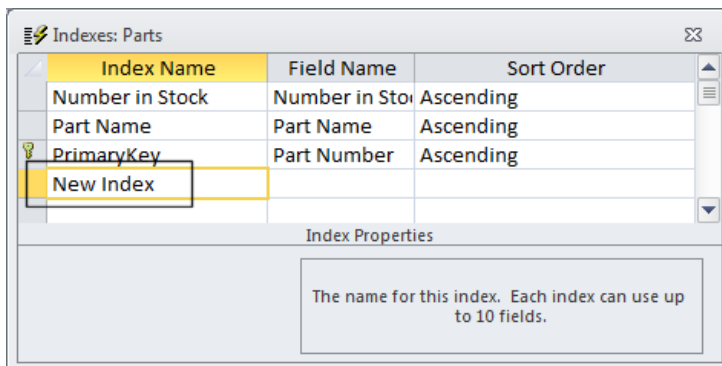 Indexes: Parts
Index Name Field Name Sort Order
Number in Stock Number in Sto Ascending
Part Name Part Name Ascending
PrimaryKey Part Number Ascending
New Index
Index Properties
The name for this index. Each index can use up
to 10 fields.